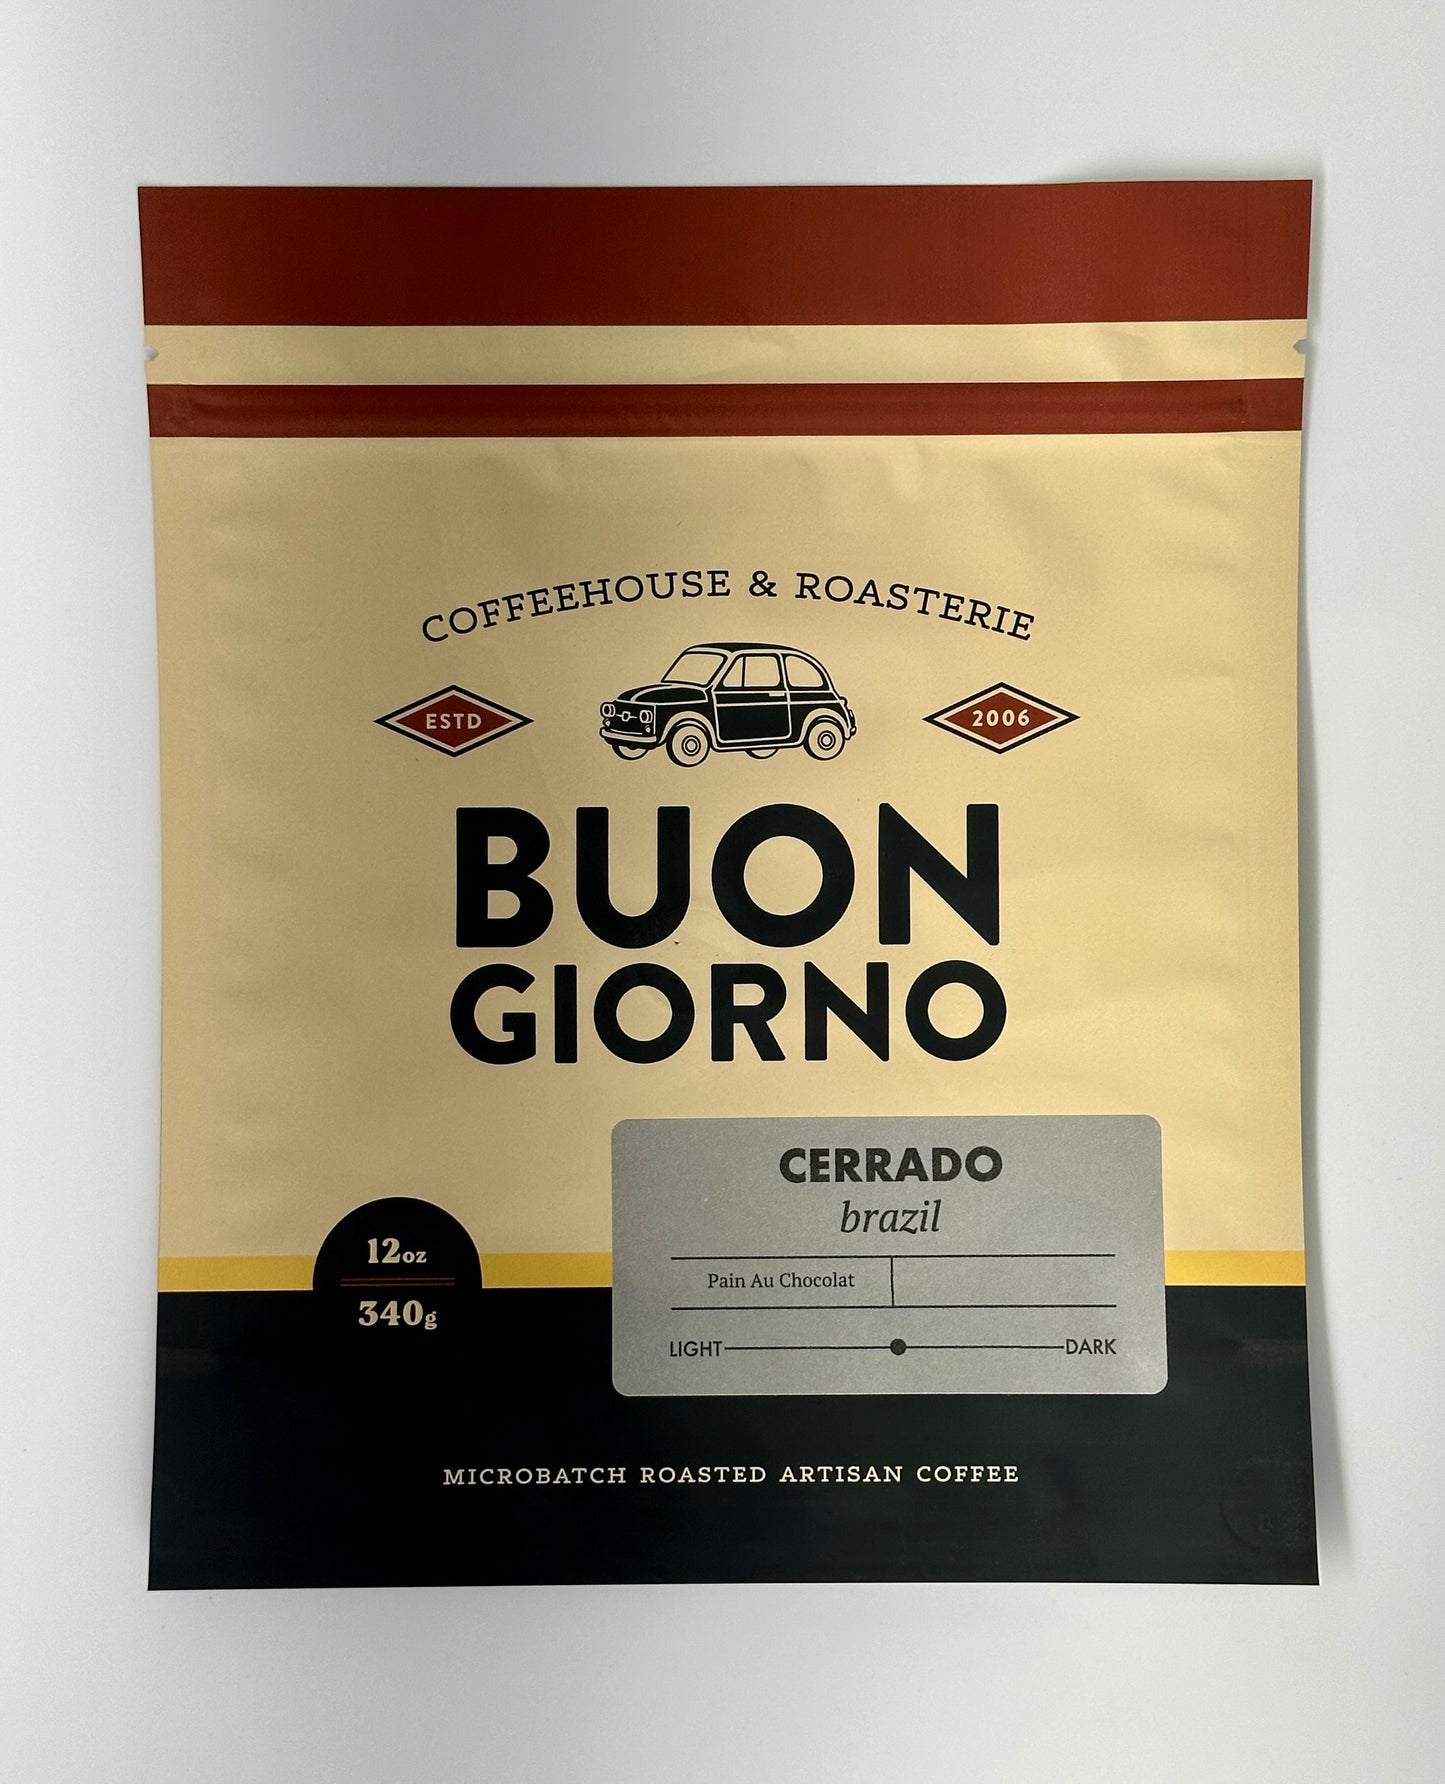 COFFEEHOUSE & ROASTERIE
ESTD
2006
BUON
GIORNO
CERRADO
brazil
Pain Au Chocolat
LIGHT
DARK
12oz
340g
MICROBATCH ROASTED ARTISAN COFFEE